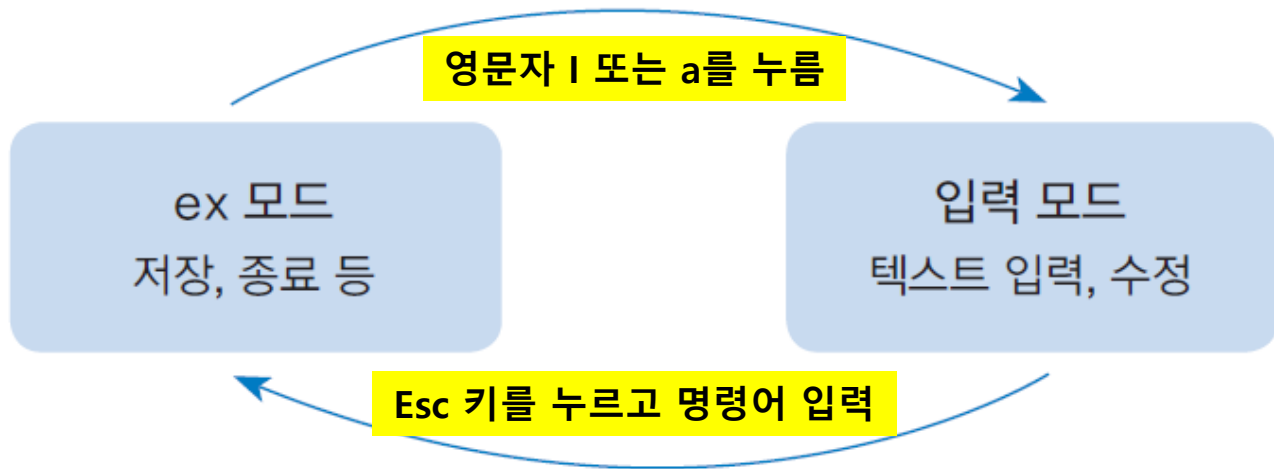 영문자 I 또는 a를 누름
ex 모드
저장, 종료 등
입력 모드
텍스트 입력, 수정
Esc 키를 누르고 명령어 입력